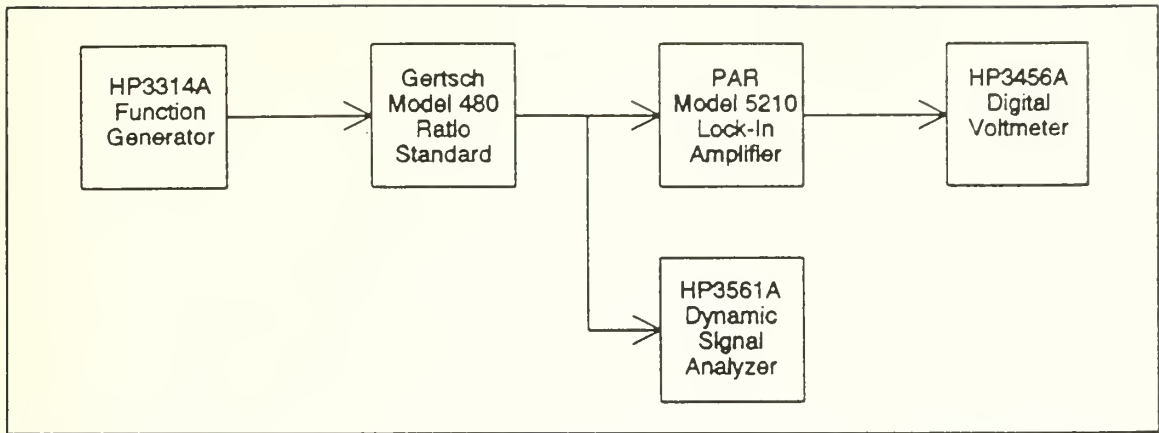 HP3314A
Function
Generator
Gertsch
Model 480
Ratio
Standard
PAR
Model 5210
Lock-In
Amplifier
HP3456A
Digital
Voltmeter
HP3561A
Dynamic
Signal
Analyzer